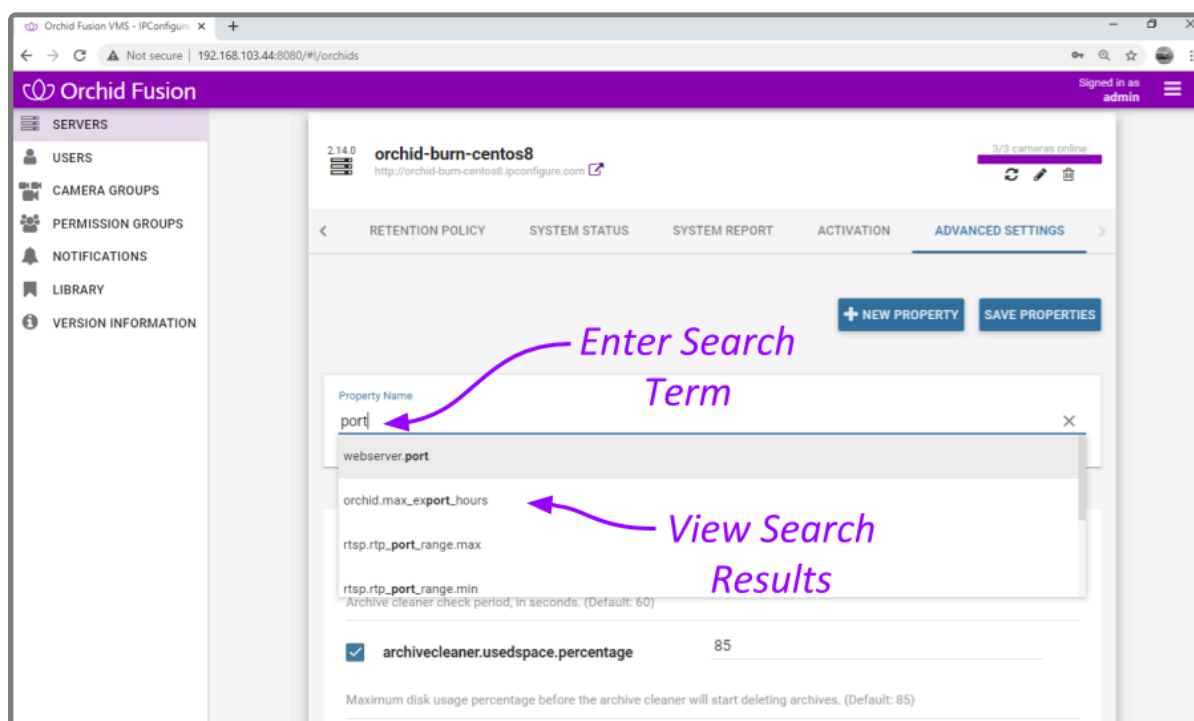 Orchid Fusion VMS - IPConfigure
Not secure | 192.168.103.44:8080/#!/orchids
Orchid Fusion
Signed in as
admin
SERVERS
USERS
CAMERA GROUPS
PERMISSION GROUPS
NOTIFICATIONS
LIBRARY
VERSION INFORMATION
2.14.0
orchid-burn-centos8
http://orchid-burn-centos8.ipconfigure.com
3/3 cameras online
RETENTION POLICY SYSTEM STATUS SYSTEM REPORT ACTIVATION ADVANCED SETTINGS
+ NEW PROPERTY SAVE PROPERTIES
Enter Search
Term
Property Name
port
webserver.port
orchid.max_export_hours
View Search
Results
rtsp.rtp_port_range.max
rtsp.rtp_port_range.min
Archive cleaner check period, in seconds. (Default: 60)
archivecleaner.usedspace.percentage 85
Maximum disk usage percentage before the archive cleaner will start deleting archives. (Default: 85)